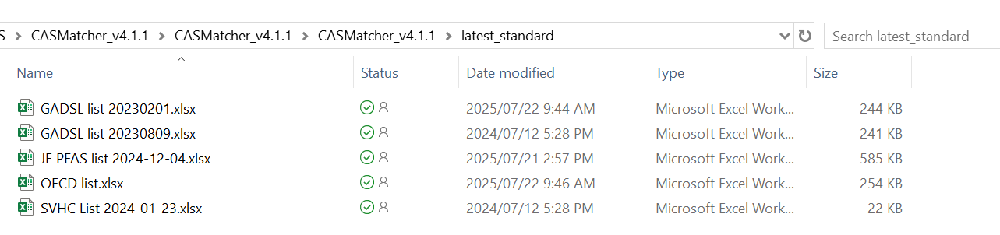 S > CASMatcher_v4.1.1 > CASMatcher_v4.1.1 > CASMatcher_v4.1.1 > latest_standard Search latest_standard
Name Status Date modified Type Size
GADSL list 20230201.xlsx 2025/07/22 9:44 AM Microsoft Excel Work... 244 KB
GADSL list 20230809.xlsx 2024/07/12 5:28 PM Microsoft Excel Work... 241 KB
JE PFAS list 2024-12-04.xlsx 2025/07/21 2:57 PM Microsoft Excel Work... 585 KB
OECD list.xlsx 2025/07/22 9:46 AM Microsoft Excel Work... 254 KB
SVHC List 2024-01-23.xlsx 2024/07/12 5:28 PM Microsoft Excel Work... 22 KB